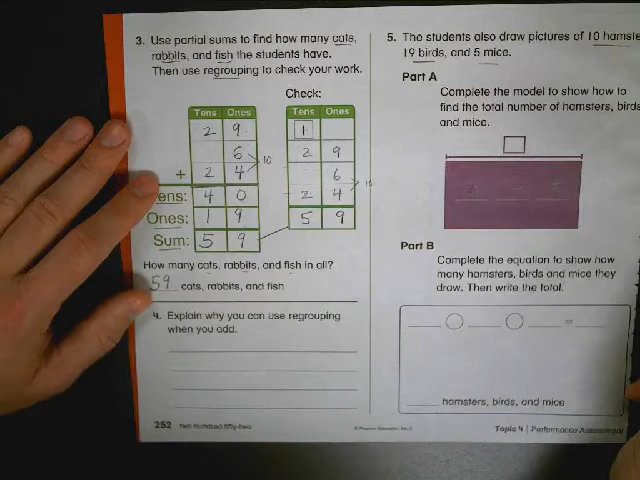 3. Use partial sums to find how many cats,
rabbits, and fish the students have.
Then use regrouping to check your work.
Check:
Tens Ones
2 9
6
10
+ 2 4
Tens: 4 0
Ones: 1 9
Sum: 5 9
Tens Ones
1
2 9
6
2 4
5 9
How many cats, rabbits, and fish in all?
59 cats, rabbits, and fish
4. Explain why you can use regrouping
when you add.
252 two hundred fifty-two
© Pearson Education, Inc. 2
5. The students also draw pictures of 10 hamste
19 birds, and 5 mice.
Part A
Complete the model to show how to
find the total number of hamsters, birds
and mice.
Part B
Complete the equation to show how
many hamsters, birds and mice they
draw. Then write the total.
=
hamsters, birds, and mice
Topic 4 Performance Assessment